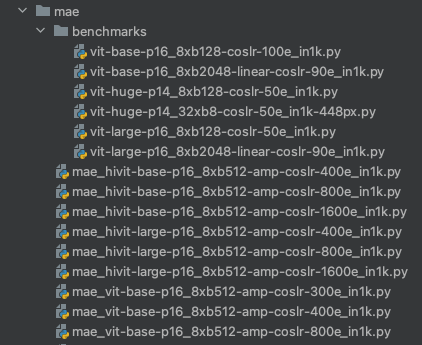 mae
benchmarks
vit-base-p16_8xb128-coslr-100e_in1k.py
vit-base-p16_8xb2048-linear-coslr-90e_in1k.py
vit-huge-p14_8xb128-coslr-50e_in1k.py
vit-huge-p14_32xb8-coslr-50e_in1k-448px.py
vit-large-p16_8xb128-coslr-50e_in1k.py
vit-large-p16_8xb2048-linear-coslr-90e_in1k.py
mae_hivit-base-p16_8xb512-amp-coslr-400e_in1k.py
mae_hivit-base-p16_8xb512-amp-coslr-800e_in1k.py
mae_hivit-base-p16_8xb512-amp-coslr-1600e_in1k.py
mae_hivit-large-p16_8xb512-amp-coslr-400e_in1k.py
mae_hivit-large-p16_8xb512-amp-coslr-800e_in1k.py
mae_hivit-large-p16_8xb512-amp-coslr-1600e_in1k.py
mae_vit-base-p16_8xb512-amp-coslr-300e_in1k.py
mae_vit-base-p16_8xb512-amp-coslr-400e_in1k.py
mae_vit-base-p16_8xb512-amp-coslr-800e_in1k.py